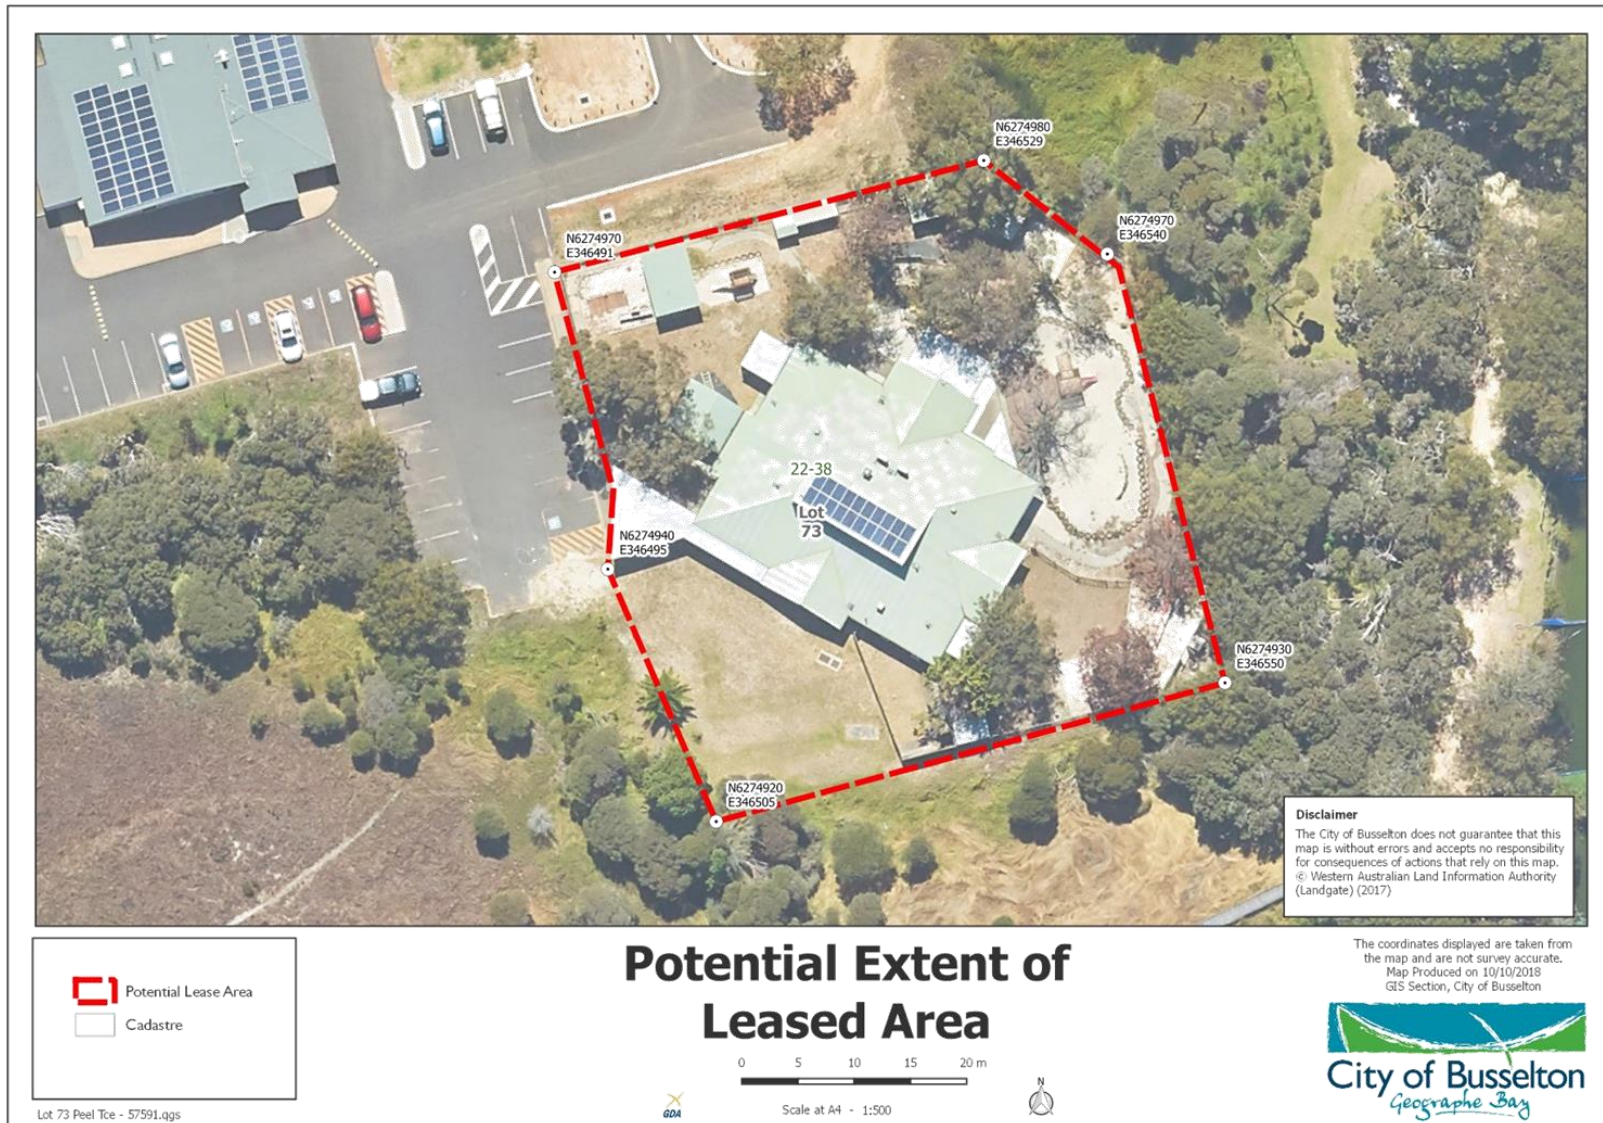 N6274980
E346529
N6274970
E346540
N6274970
E346491
22-38
Lot
73
N6274940
E346495
N6274930
E346550
N6274920
E346505
Disclaimer
The City of Busselton does not guarantee that this
map is without errors and accepts no responsibility
for consequences of actions that rely on this map.
© Western Australian Land Information Authority
(Landgate) (2017)
Potential Lease Area
Cadastre
Lot 73 Peel Tce - 57591.qgs
Potential Extent of
Leased Area
0 5 10 15 20 m
GDA
Scale at A4 - 1:500
N
The coordinates displayed are taken from
the map and are not survey accurate.
Map Produced on 10/10/2018
GIS Section, City of Busselton
City of Busselton
Geographe Bay